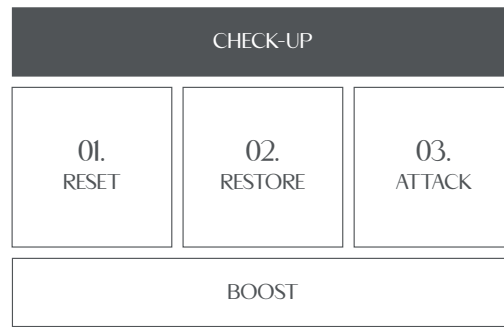 CHECK-UP
01.
RESET
02.
RESTORE
03.
ATTACK
BOOST